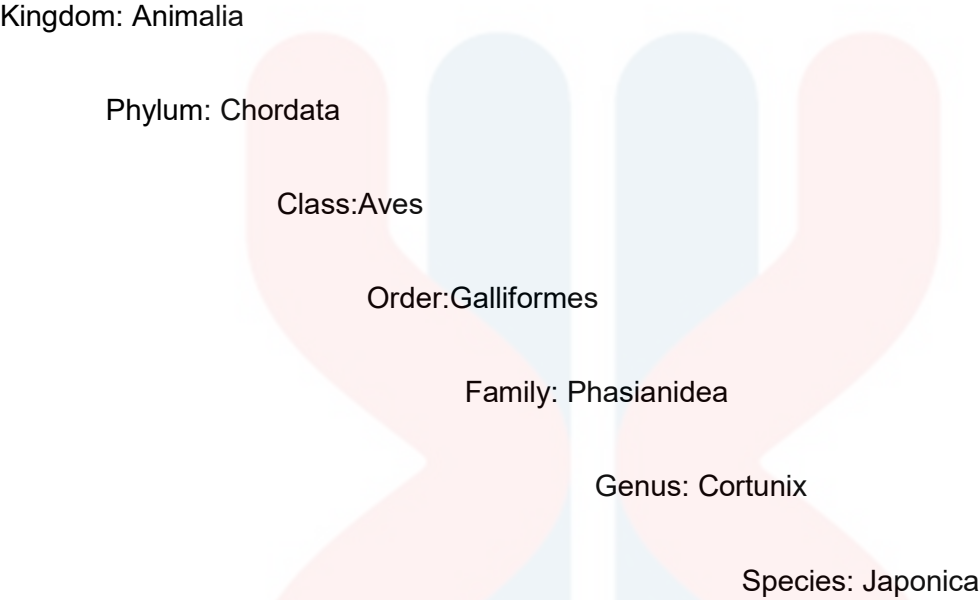 Kingdom: Animalia
Phylum: Chordata
Class:Aves
Order:Galliformes
Family: Phasianidea
Genus: Cortunix
Species: Japonica